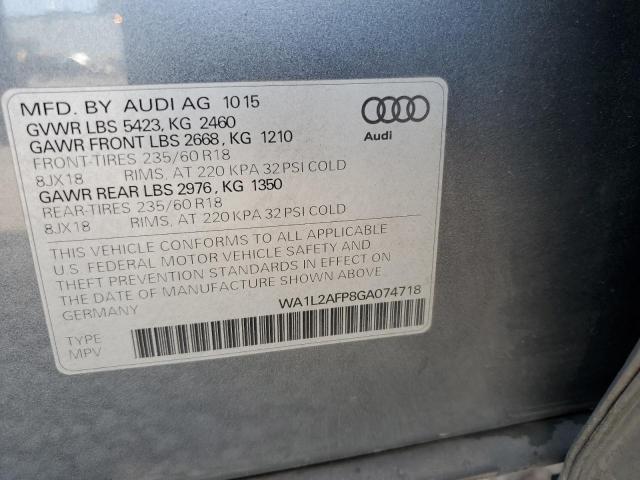 MFD. BY AUDI AG 10 15
GVWR LBS 5423, KG 2460
GAWR FRONT LBS 2668, KG 1210
FRONT-TIRES 235/60 R18
8JX18 RIMS, AT 220 KPA 32 PSI COLD
GAWR REAR LBS 2976, KG 1350
REAR-TIRES 235/60 R18
8JX18 RIMS, AT 220 KPA 32 PSI COLD
Audi
THIS VEHICLE CONFORMS TO ALL APPLICABLE
U.S. FEDERAL MOTOR VEHICLE SAFETY AND
THEFT PREVENTION STANDARDS IN EFFECT ON
THE DATE OF MANUFACTURE SHOWN ABOVE.
GERMANY WA1L2AFP8GA074718
TYPE
MPV